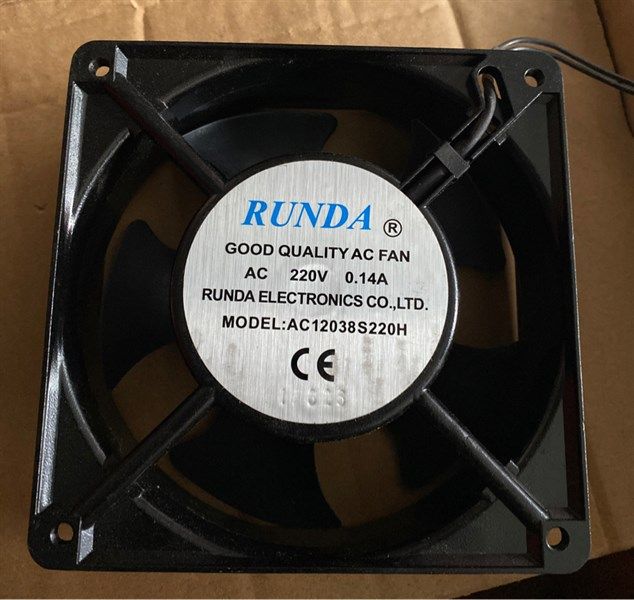 RUNDA ®
GOOD QUALITY AC FAN
AC 220V 0.14A
RUNDA ELECTRONICS CO.,LTD.
MODEL:AC12038S220H
CE